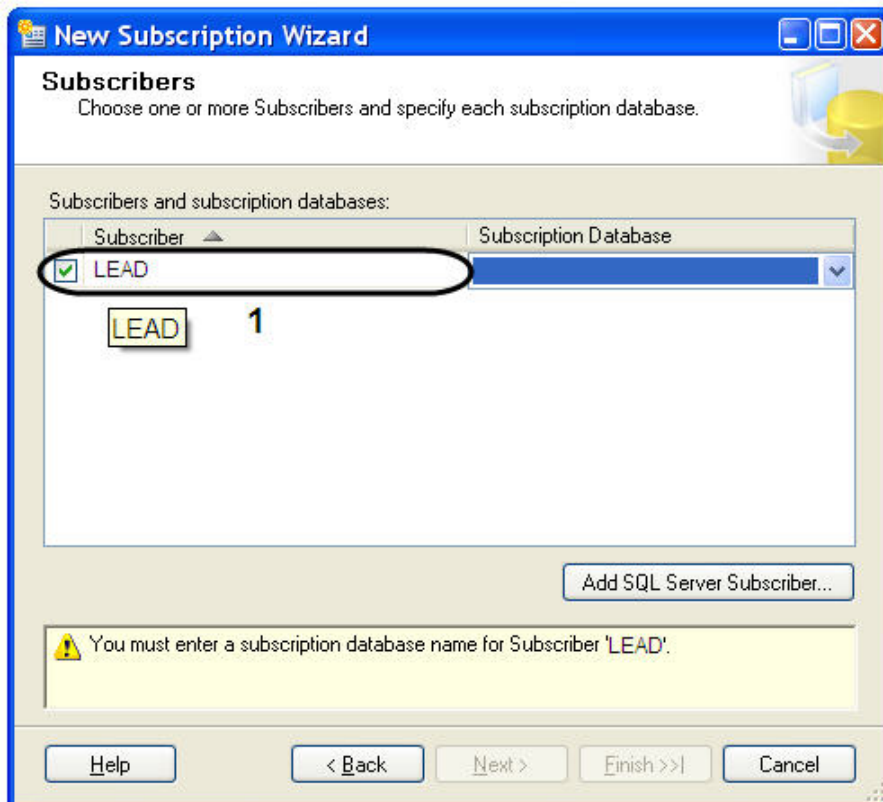 New Subscription Wizard
Subscribers
Choose one or more Subscribers and specify each subscription database.
Subscribers and subscription databases:
Subscriber Subscription Database
LEAD
LEAD 1
Add SQL Server Subscriber...
You must enter a subscription database name for Subscriber 'LEAD'.
Help < Back Next > Finish >>| Cancel